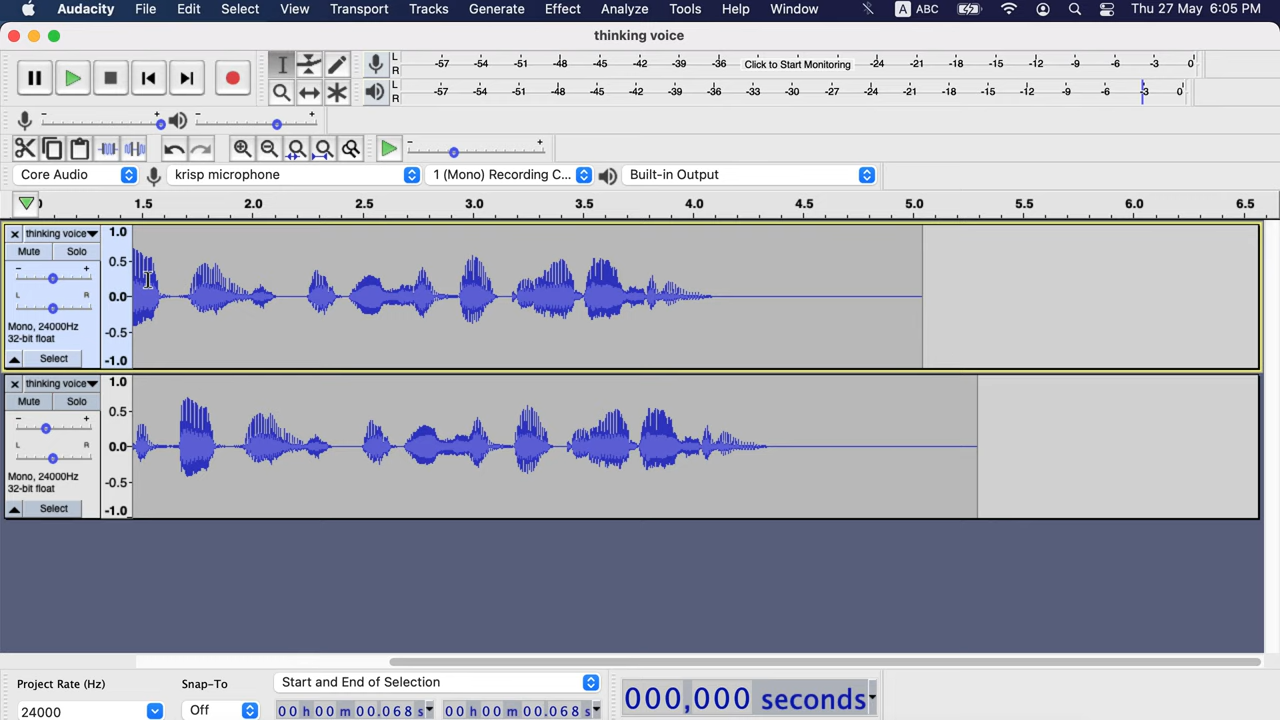 Audacity File Edit Select View Transport Tracks Generate Effect Analyze Tools Help Window A ABC Thu 27 May 6:05 PM
thinking voice
L -57 -54 -51 -48 -45 -42 -39 -36 Click to Start Monitoring -24 -21 -18 -15 -12 -9 -6 -3 0
R
L
R -57 -54 -51 -48 -45 -42 -39 -36 -33 -30 -27 -24 -21 -18 -15 -12 -9 -6 -3 0
- + - +
- +
Core Audio krisp microphone 1 (Mono) Recording C... Built-in Output
1.5 2.0 2.5 3.0 3.5 4.0 4.5 5.0 5.5 6.0 6.5
× thinking voice 1.0
Mute Solo
- + 0.5
L R 0.0
Mono, 24000Hz -0.5
32-bit float
Select -1.0
× thinking voice 1.0
Mute Solo
- + 0.5
L R 0.0
Mono, 24000Hz -0.5
32-bit float
Select -1.0
Project Rate (Hz) Snap-To Start and End of Selection
24000 Off 00 h 00 m 00.068 s 00 h 00 m 00.068 s 000,000 seconds